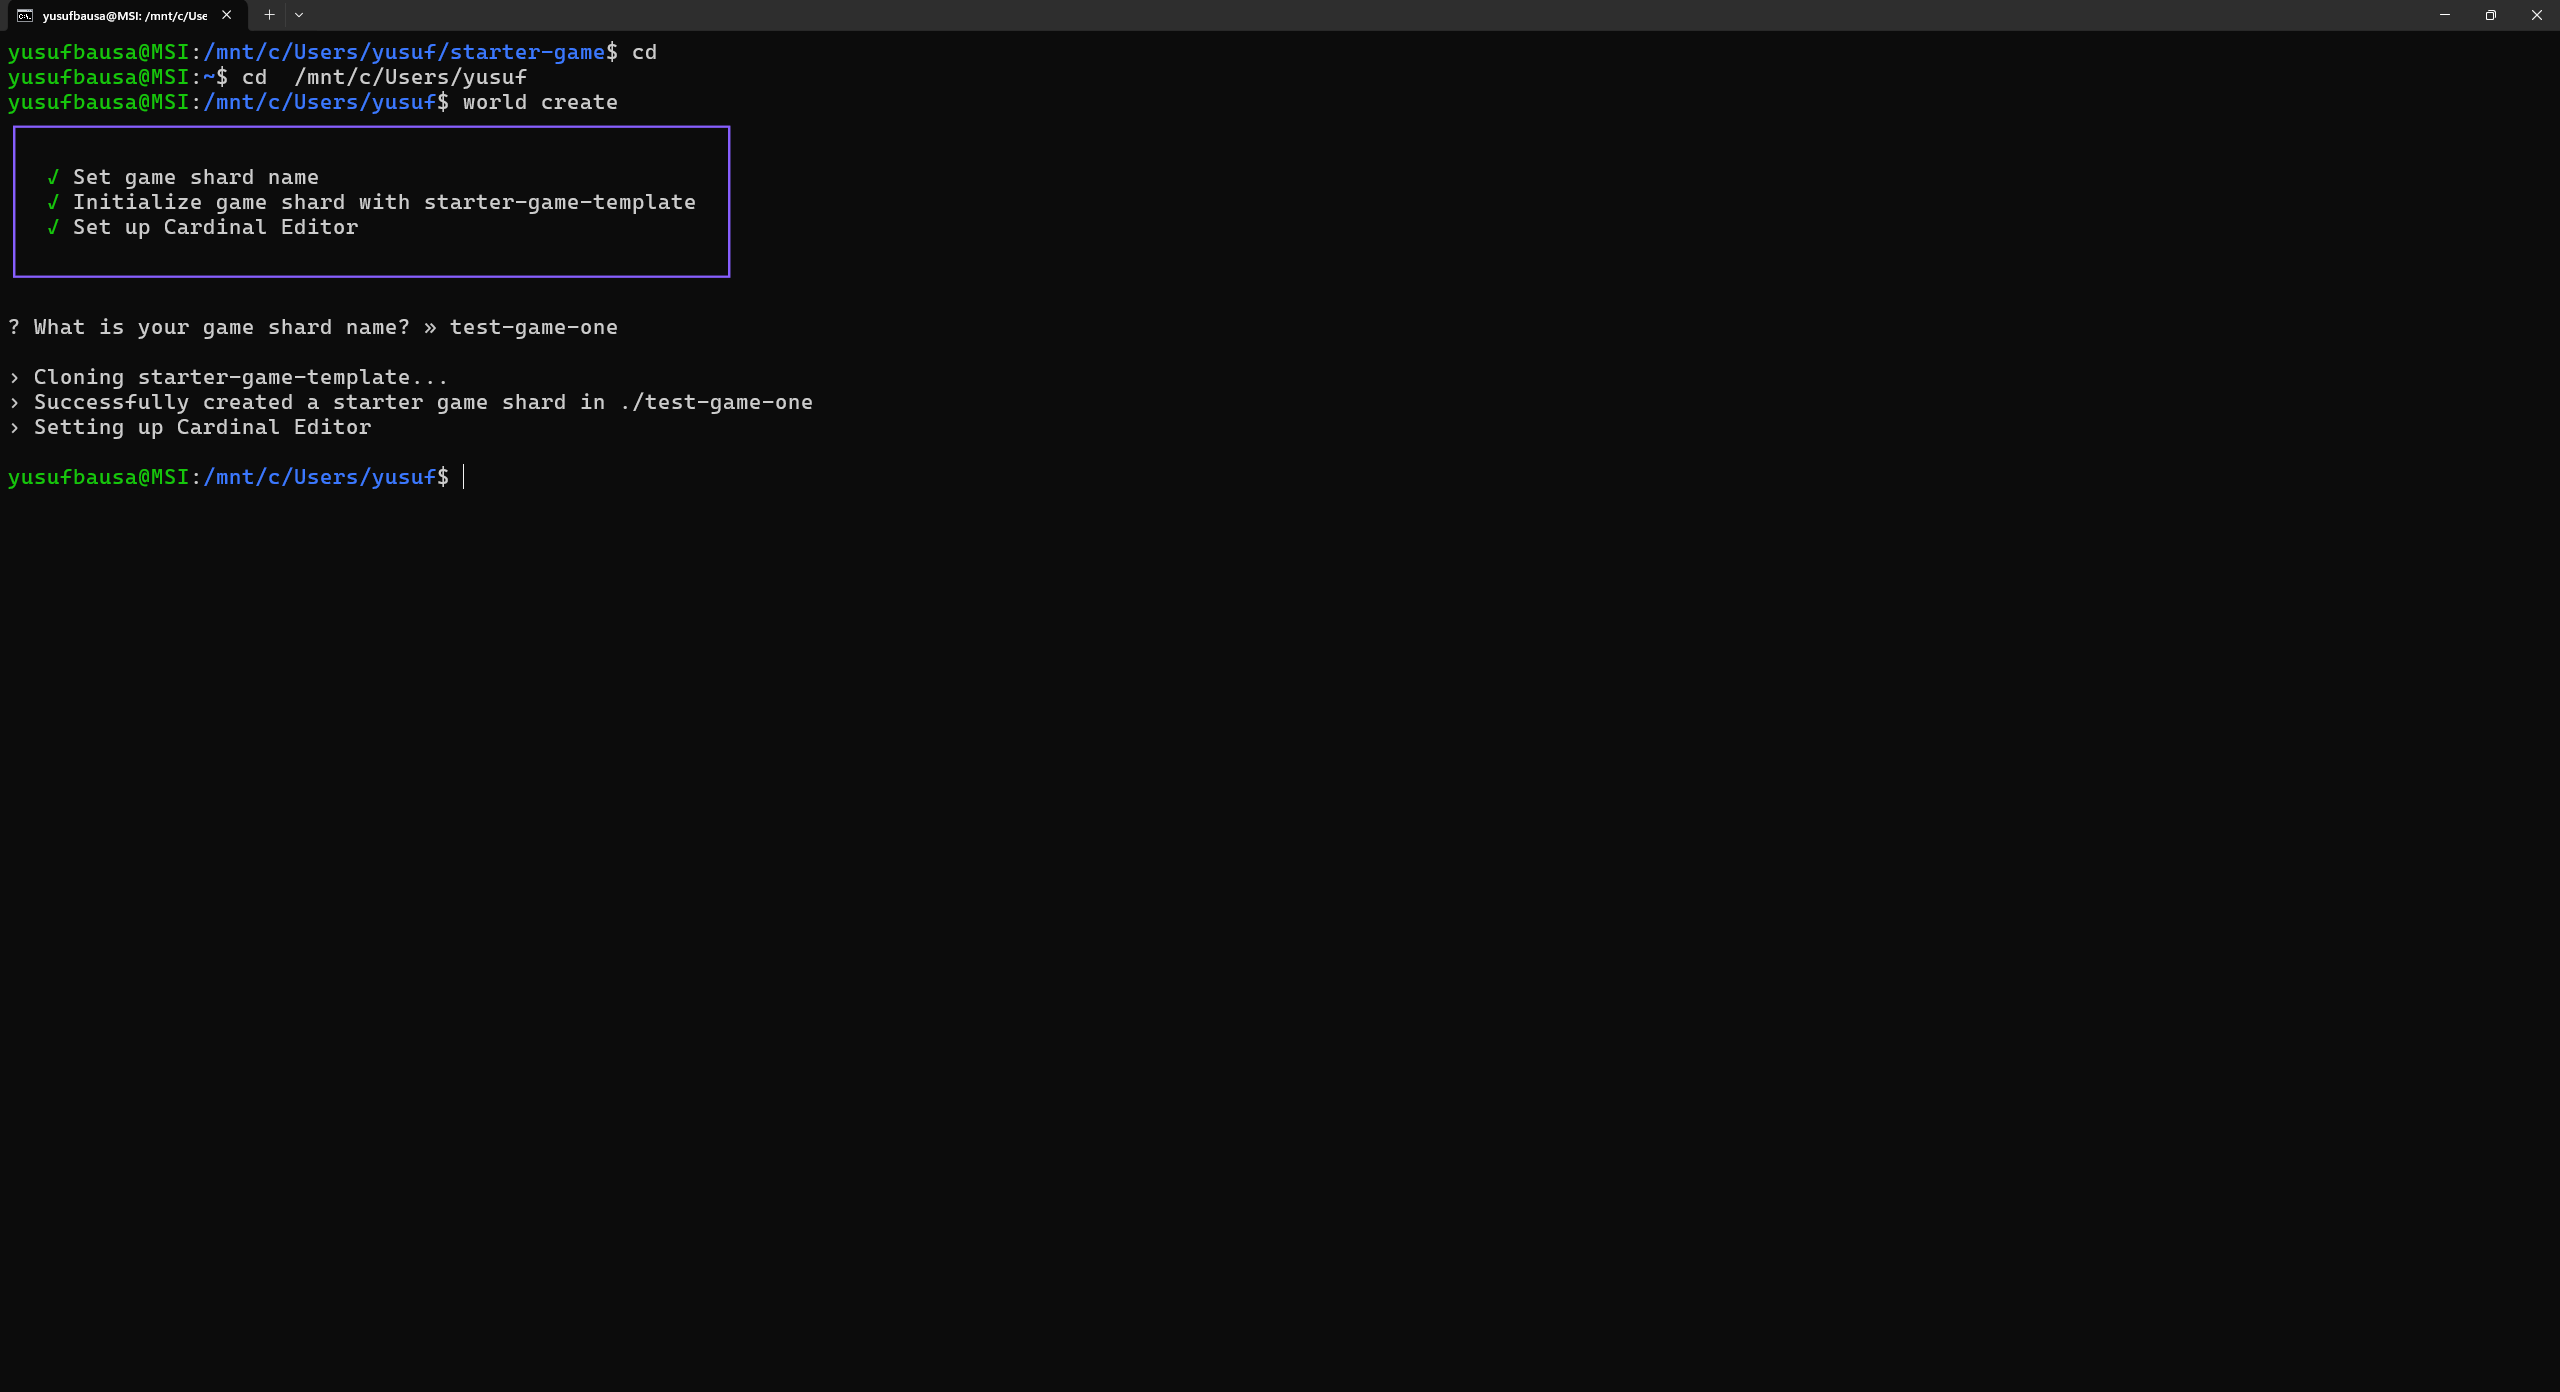 yusufbausa@MSI: /mnt/c/Use
yusufbausa@MSI:/mnt/c/Users/yusuf/starter-game$ cd
yusufbausa@MSI:~$ cd  /mnt/c/Users/yusuf
yusufbausa@MSI:/mnt/c/Users/yusuf$ world create
√ Set game shard name
√ Initialize game shard with starter-game-template
√ Set up Cardinal Editor
? What is your game shard name? » test-game-one
› Cloning starter-game-template...
› Successfully created a starter game shard in ./test-game-one
› Setting up Cardinal Editor
yusufbausa@MSI:/mnt/c/Users/yusuf$